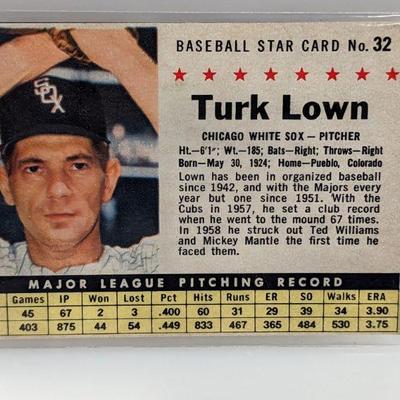 SOX
BASEBALL STAR CARD No. 32
Turk Lown
CHICAGO WHITE SOX — PITCHER
Ht.—6'1"; Wt.—185; Bats—Right; Throws—Right
Born—May 30, 1924; Home—Pueblo, Colorado
Lown has been in organized baseball
since 1942, and with the Majors every
year but one since 1951. With the
Cubs in 1957, he set a club record
when he went to the mound 67 times.
In 1958 he struck out Ted Williams
and Mickey Mantle the first time he
faced them.
MAJOR LEAGUE PITCHING RECORD
Games IP Won Lost Pct Hits Runs ER SO Walks ERA
45 67 2 3 .400 60 31 29 39 34 3.90
403 875 44 54 .449 833 467 365 484 530 3.75